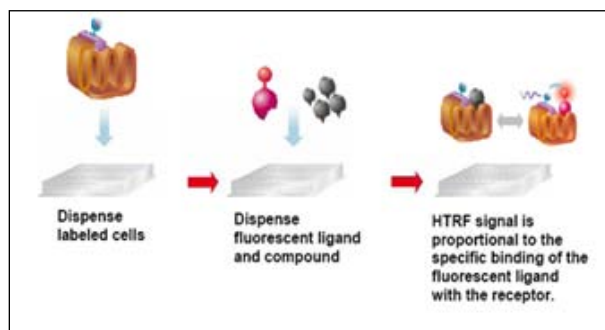 Dispense
labeled cells
Dispense
fluorescent ligand
and compound
HTRF signal is
proportional to the
specific binding of the
fluorescent ligand
with the receptor.